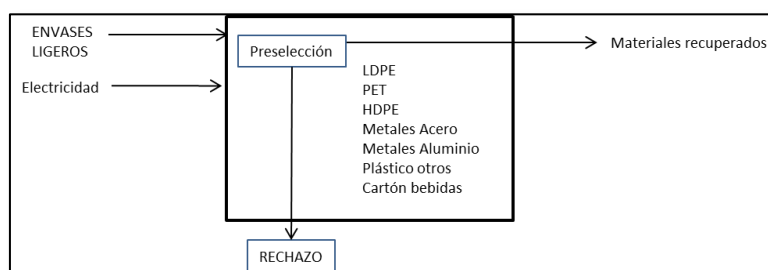 ENVASES
LIGEROS
Electricidad
Preselección
Materiales recuperados
LDPE
PET
HDPE
Metales Acero
Metales Aluminio
Plástico otros
Cartón bebidas
RECHAZO